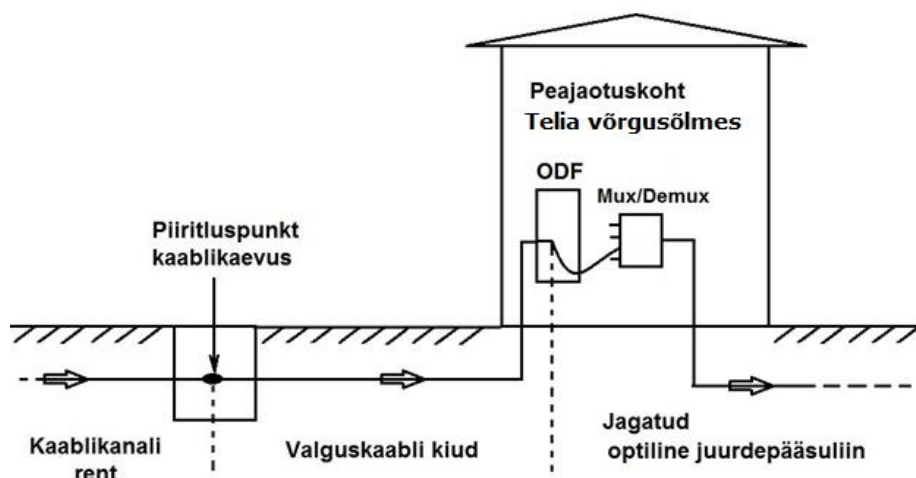 Peajaotuskoht
Telia võrgusõlmes
ODF
Mux/Demux
Piiritluspunkt
kaablikaevus
Kaablikanali
rent
Valguskaabli kiud
Jagatud
optiline juurdepääsuliin